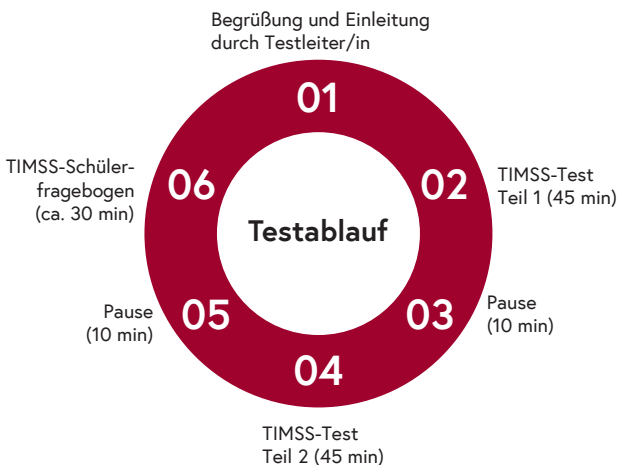 Begrüßung und Einleitung
durch Testleiter/in
01
02
TIMSS-Test
Teil 1 (45 min)
03
Pause
(10 min)
04
TIMSS-Test
Teil 2 (45 min)
05
Pause
(10 min)
06
TIMSS-Schüler-
fragebogen
(ca. 30 min)
Testablauf